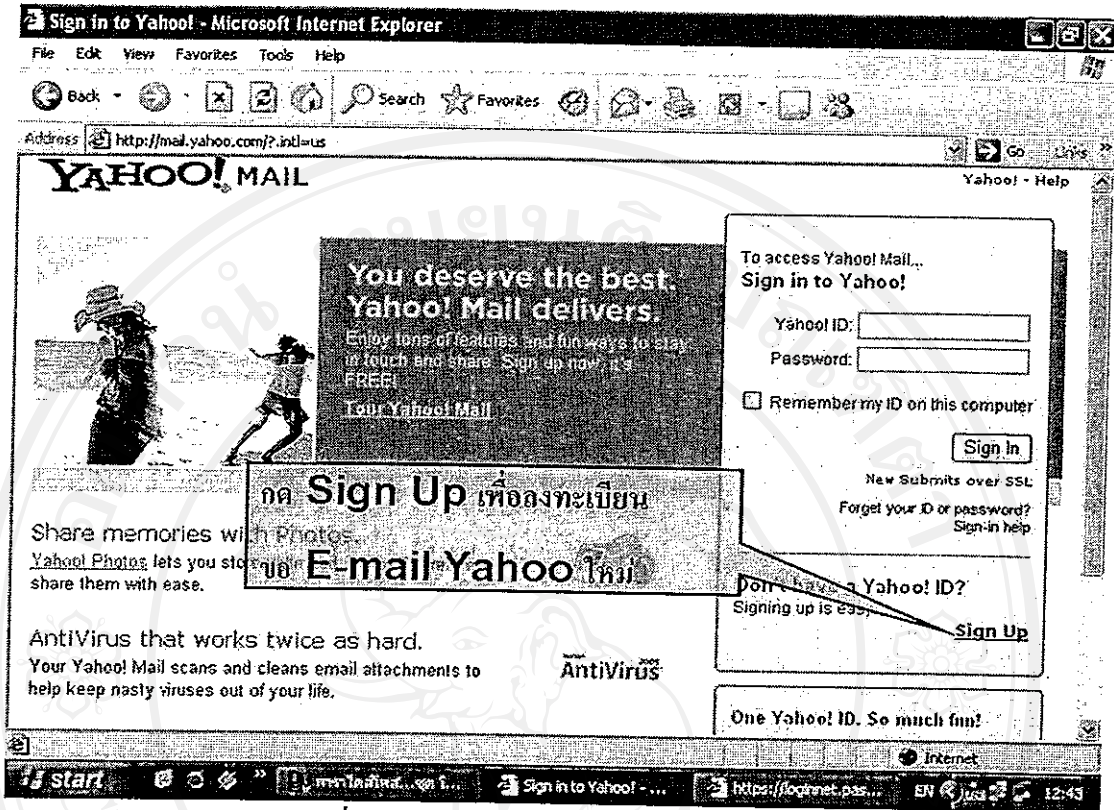 Sign in to Yahoo! - Microsoft Internet Explorer
File Edit View Favorites Tools Help
Back Search Favorites
Address http://mail.yahoo.com/?.intl=us Go Links
YAHOO! MAIL
Yahoo! - Help
You deserve the best.
Yahoo! Mail delivers.
Enjoy tons of features and fun ways to stay
in touch and share. Sign up now, it's
FREE!
Tour Yahoo! Mail
To access Yahoo! Mail...
Sign in to Yahoo!
Yahoo! ID:
Password:
Remember my ID on this computer
Sign In
New Submits over SSL
Forget your ID or password?
Sign-in help
กด Sign Up เพื่อลงทะเบียน
ขอ E-mail Yahoo ใหม่
Share memories with Photos.
Yahoo! Photos lets you
share them with ease.
Don't have a Yahoo! ID?
Signing up is easy
Sign Up
AntiVirus that works twice as hard.
Your Yahoo! Mail scans and cleans email attachments to
help keep nasty viruses out of your life.
AntiVirus
One Yahoo! ID. So much fun!
Internet
start
Sign in to Yahoo! - ...
https://loginnet.pas...
EN
12:43